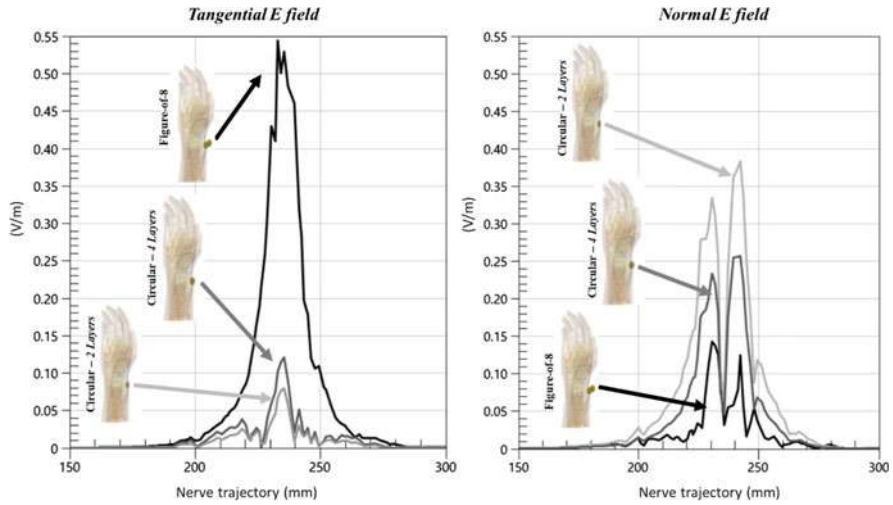 Tangential E field
0.55
0.50
0.45
0.40
0.35
0.30
0.25
0.20
0.15
0.10
0.05
0
(V/m)
Figure-of-8
Circular – 4 Layers
Circular – 2 Layers
150
200
250
300
Nerve trajectory (mm)
Normal E field
0.55
0.50
0.45
0.40
0.35
0.30
0.25
0.20
0.15
0.10
0.05
0
(V/m)
Circular – 2 Layers
Circular – 4 Layers
Figure-of-8
150
200
250
300
Nerve trajectory (mm)